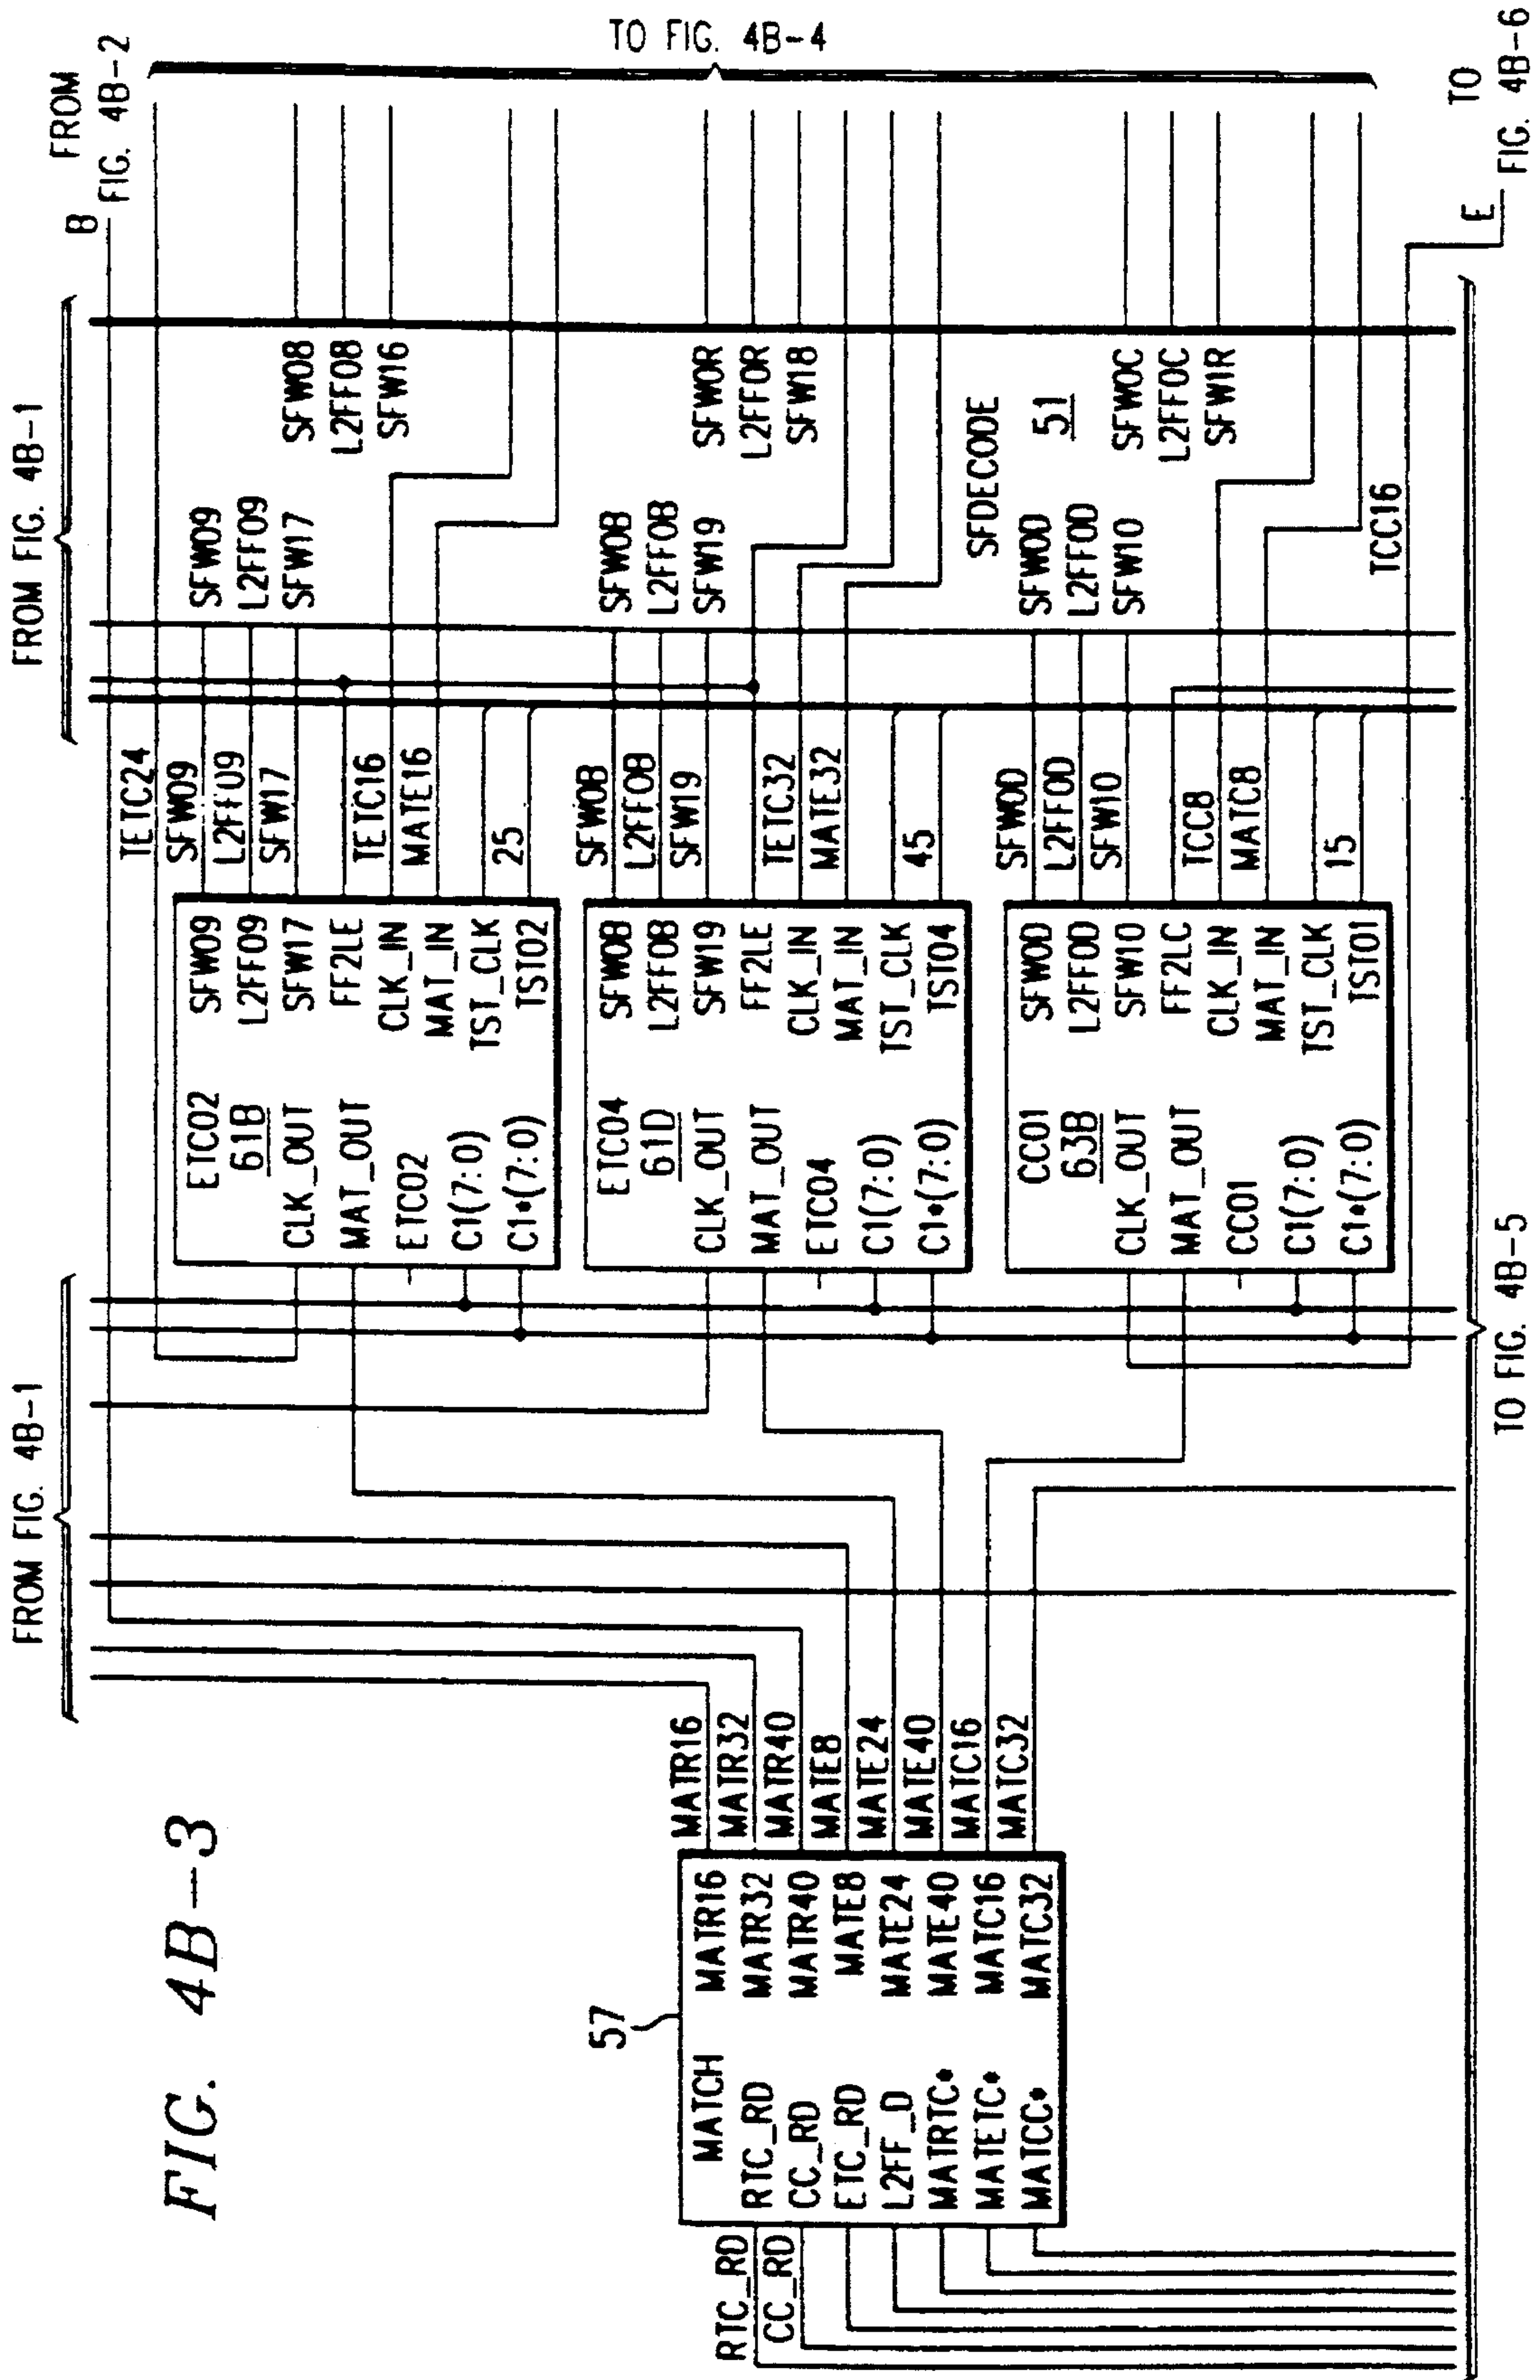 FIG. 4B-3
FROM FIG. 4B-1
FROM FIG. 4B-1
B
FROM
FIG. 4B-2
TO FIG. 4B-4
TO
FIG. 4B-6
E
TO FIG. 4B-5
57
MATCH
RTC_RD
CC_RD
ETC_RD
L2FF_D
MATRTC*
MATETC*
MATCC*
MATR16
MATR32
MATR40
MATE8
MATE24
MATE40
MATC16
MATC32
RTC_RD
CC_RD
MATR16
MATR32
MATR40
MATE8
MATE24
MATE40
MATC16
MATC32
ETC02
61B
CLK_OUT
MAT_OUT
ETC02
C1(7:0)
C1*(7:0)
SFW09
L2FF09
SFW17
FF2LE
CLK_IN
MAT_IN
TST_CLK
TST02
TETC24
SFW09
L2FF09
SFW17
TETC16
MATE16
25
SFW09
L2FF09
SFW17
SFW08
L2FF08
SFW16
ETC04
61D
CLK_OUT
MAT_OUT
ETC04
C1(7:0)
C1*(7:0)
SFW0B
L2FF0B
SFW19
FF2LE
CLK_IN
MAT_IN
TST_CLK
TST04
SFW0B
L2FF0B
SFW19
TETC32
MATE32
45
SFW0B
L2FF0B
SFW19
SFW0R
L2FF0R
SFW18
SFDECODE
51
CC01
63B
CLK_OUT
MAT_OUT
CC01
C1(7:0)
C1*(7:0)
SFW0D
L2FF0D
SFW10
FF2LC
CLK_IN
MAT_IN
TST_CLK
TST01
SFW0D
L2FF0D
SFW10
TCC8
MATC8
15
SFW0D
L2FF0D
SFW10
SFW0C
L2FF0C
SFW1R
TCC16